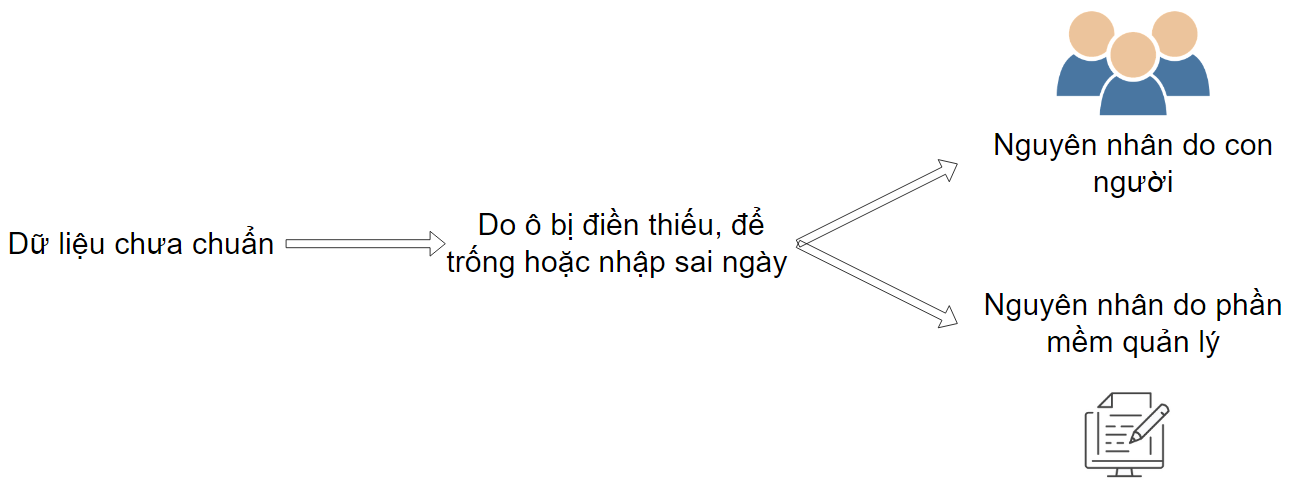 Nguyên nhân do con
người
Dữ liệu chưa chuẩn
Do ô bị điền thiếu, để
trống hoặc nhập sai ngày
Nguyên nhân do phần
mềm quản lý